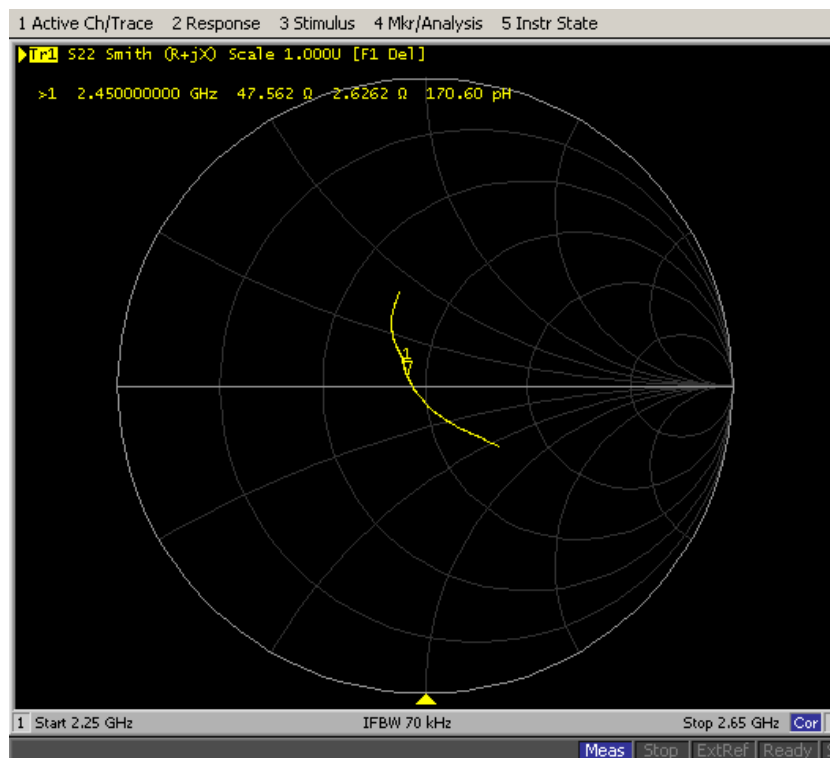 1 Active Ch/Trace 2 Response 3 Stimulus 4 Mkr/Analysis 5 Instr State
Tr1 S22 Smith (R+jX) Scale 1.000U [F1 Del]
>1 2.450000000 GHz 47.562 Ω 2.6262 Ω 170.60 pH
1
1 Start 2.25 GHz IFBW 70 kHz Stop 2.65 GHz Cor
Meas Stop ExtRef Ready